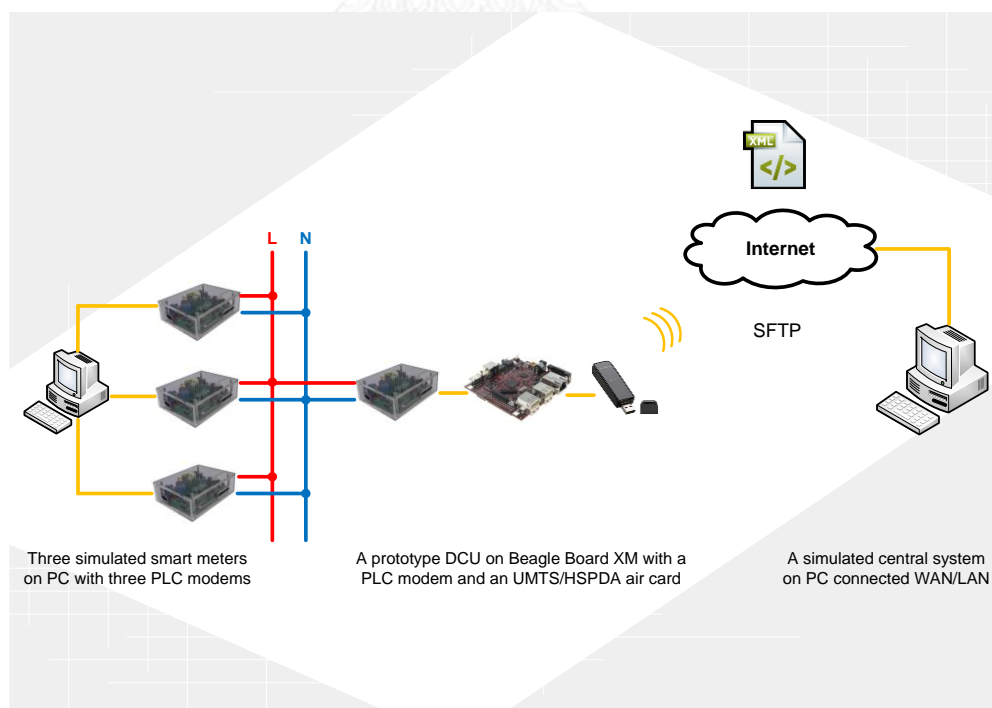 XML
</>
Internet
L N
SFTP
Three simulated smart meters
on PC with three PLC modems
A prototype DCU on Beagle Board XM with a
PLC modem and an UMTS/HSPDA air card
A simulated central system
on PC connected WAN/LAN